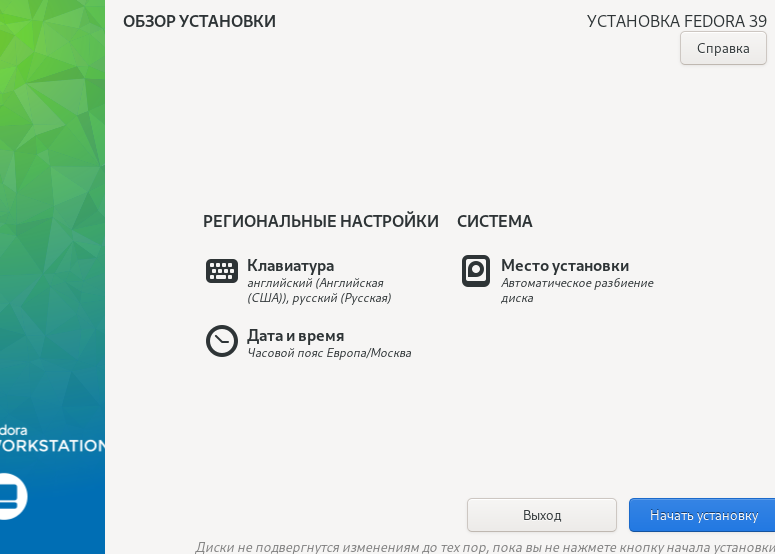 ОБЗОР УСТАНОВКИ
УСТАНОВКА FEDORA 39
Справка
РЕГИОНАЛЬНЫЕ НАСТРОЙКИ
Клавиатура
английский (Английская
(США)), русский (Русская)
Дата и время
Часовой пояс Европа/Москва
СИСТЕМА
Место установки
Автоматическое разбиение
диска
dora
ORKSTATION
Выход
Начать установку
Диски не подвергнутся изменениям до тех пор, пока вы не нажмете кнопку начала установки